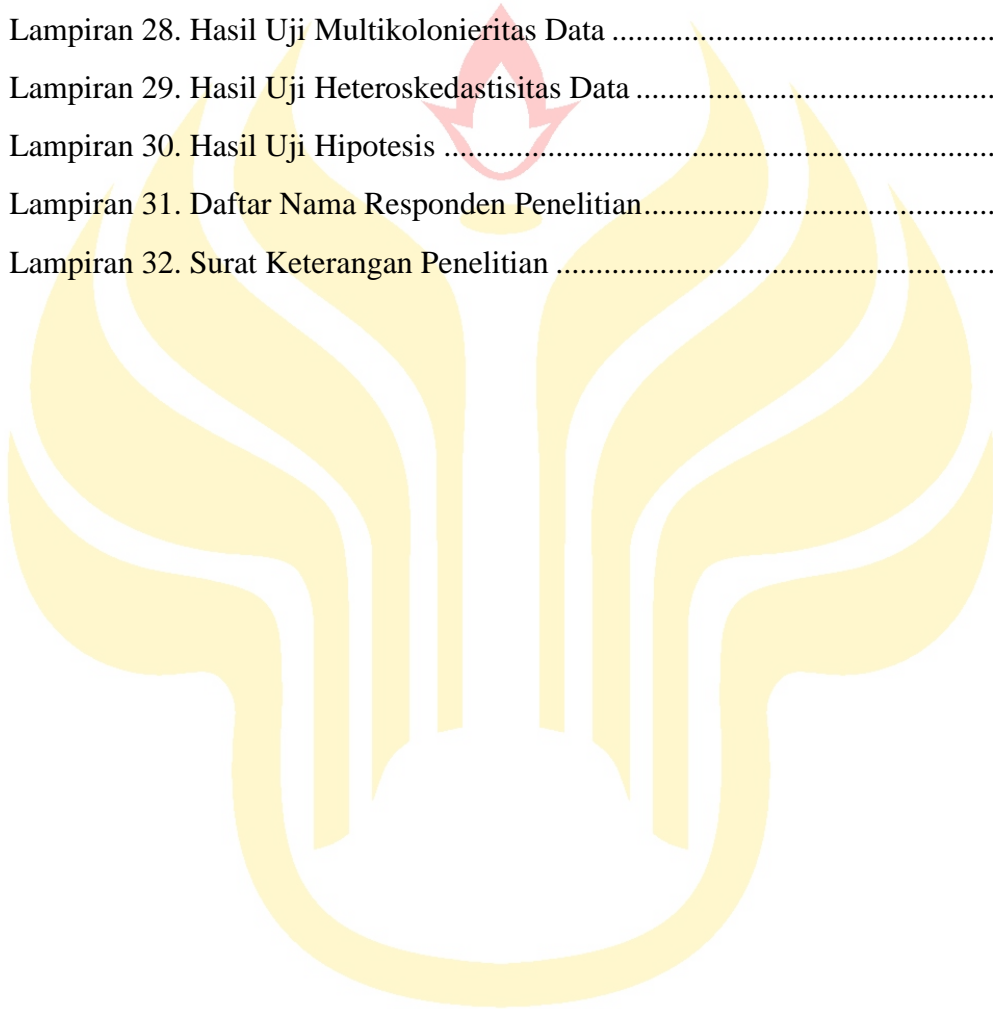 Lampiran 28. Hasil Uji Multikolonieritas Data ............................................
Lampiran 29. Hasil Uji Heteroskedastisitas Data .........................................
Lampiran 30. Hasil Uji Hipotesis ...............................................................
Lampiran 31. Daftar Nama Responden Penelitian........................................
Lampiran 32. Surat Keterangan Penelitian ..................................................